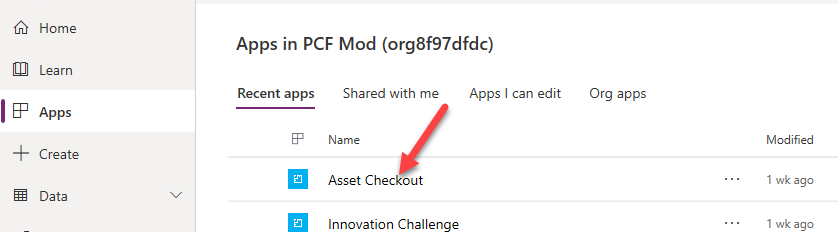 Home
Learn
Apps
Create
Data
Apps in PCF Mod (org8f97dfdc)
Recent apps Shared with me Apps I can edit Org apps
Name Modified
Asset Checkout ... 1 wk ago
Innovation Challenge ... 1 wk ago